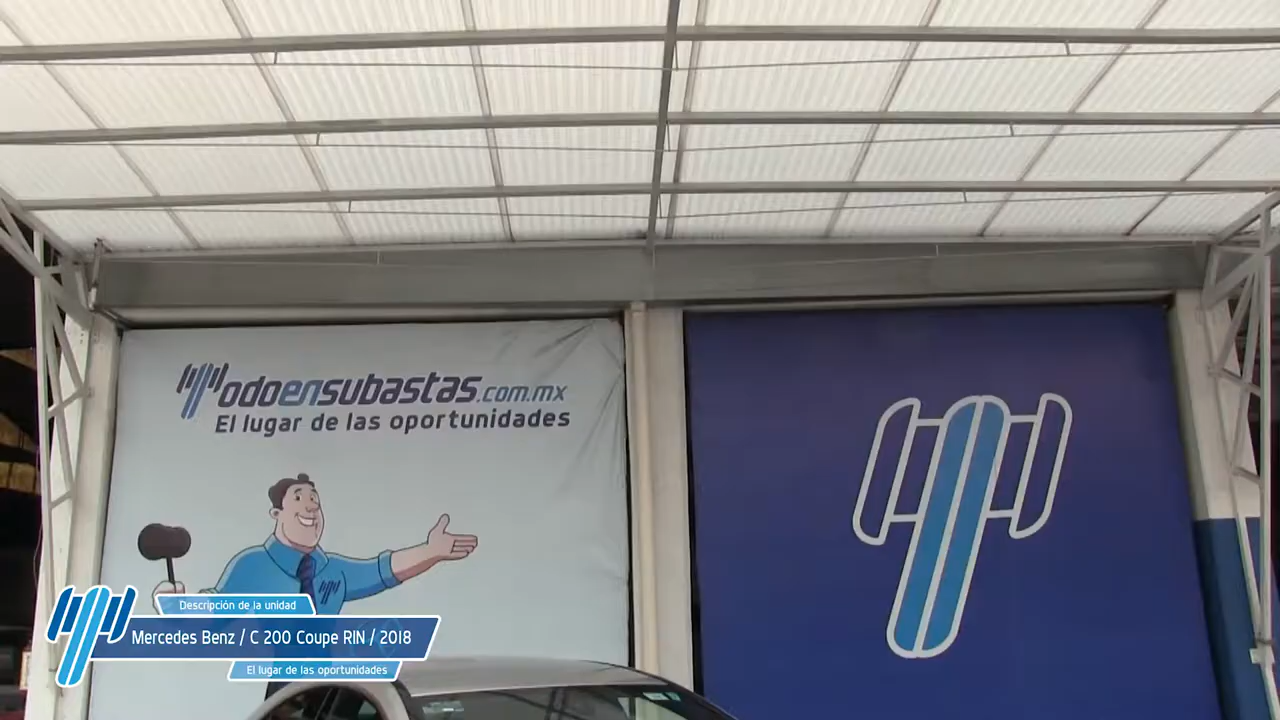 Todoensubastas.com.mx
El lugar de las oportunidades
Descripción de la unidad
Mercedes Benz / C 200 Coupe RIN / 2018
El lugar de las oportunidades